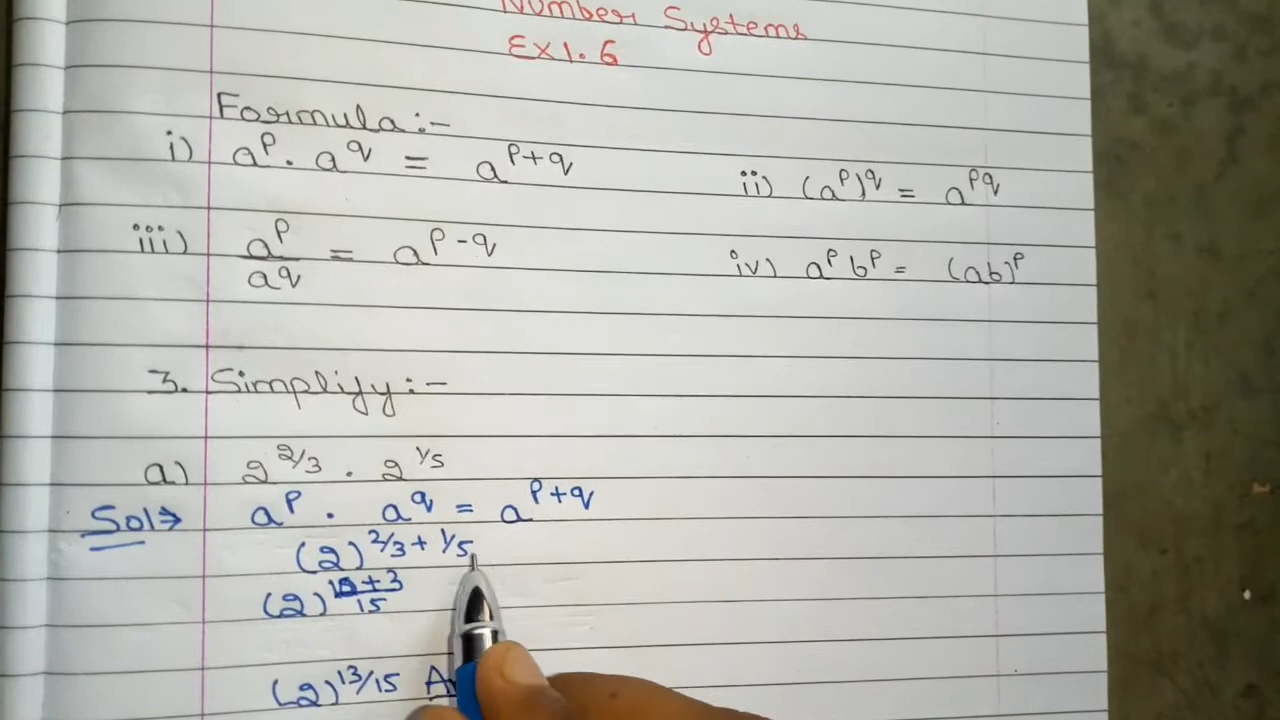 Number Systems
Ex 1.6
Formula:-
i) a^p . a^q = a^(p+q)
ii) (a^p)^q = a^(pq)
iii) a^p / a^q = a^(p-q)
iv) a^p b^p = (ab)^p
3. Simplify:-
a) 2^(2/3) . 2^(1/5)
Sol⇒ a^p . a^q = a^(p+q)
(2)^(2/3 + 1/5)
(2)^((10+3)/15)
(2)^(13/15)